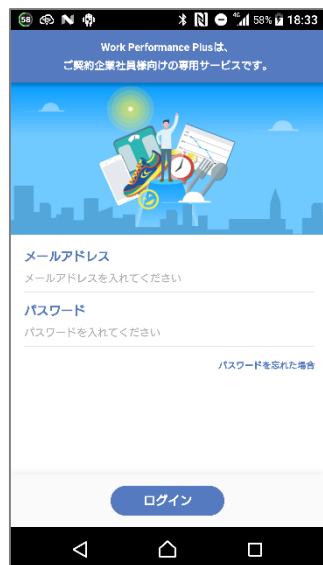 58
4G
58%
18:33
Work Performance Plusは、
ご契約企業社員様向けの専用サービスです。
メールアドレス
メールアドレスを入れてください
パスワード
パスワードを入れてください
パスワードを忘れた場合
ログイン